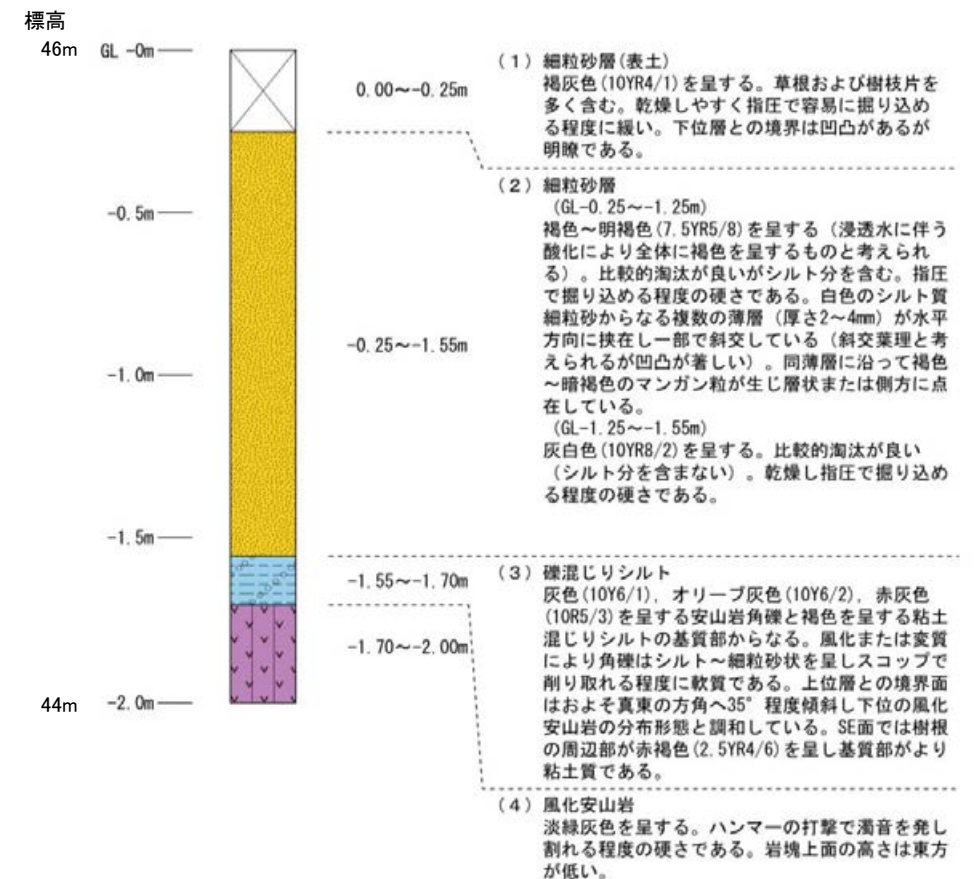 標高
46m
GL -0m
-0.5m
-1.0m
-1.5m
44m
-2.0m
0.00～-0.25m
-0.25～-1.55m
-1.55～-1.70m
-1.70～-2.00m
（１）細粒砂層(表土)
褐灰色(10YR4/1)を呈する。草根および樹枝片を
多く含む。乾燥しやすく指圧で容易に掘り込め
る程度に緩い。下位層との境界は凹凸があるが
明瞭である。
（２）細粒砂層
（GL-0.25～-1.25m）
褐色～明褐色(7.5YR5/8)を呈する（浸透水に伴う
酸化により全体に褐色を呈するものと考えられ
る）。比較的淘汰が良いがシルト分を含む。指圧
で掘り込める程度の硬さである。白色のシルト質
細粒砂からなる複数の薄層（厚さ2～4mm）が水平
方向に挟在し一部で斜交している（斜交葉理と考
えられるが凹凸が著しい）。同薄層に沿って褐色
～暗褐色のマンガン粒が生じ層状または側方に点
在している。
（GL-1.25～-1.55m）
灰白色(10YR8/2)を呈する。比較的淘汰が良い
（シルト分を含まない）。乾燥し指圧で掘り込め
る程度の硬さである。
（３）礫混じりシルト
灰色(10Y6/1)，オリーブ灰色(10Y6/2)，赤灰色
(10R5/3)を呈する安山岩角礫と褐色を呈する粘土
混じりシルトの基質部からなる。風化または変質
により角礫はシルト～細粒砂状を呈しスコップで
削り取れる程度に軟質である。上位層との境界面
はおよそ真東の方角へ35°程度傾斜し下位の風化
安山岩の分布形態と調和している。SE面では樹根
の周辺部が赤褐色(2.5YR4/6)を呈し基質部がより
粘土質である。
（４）風化安山岩
淡緑灰色を呈する。ハンマーの打撃で濁音を発し
割れる程度の硬さである。岩塊上面の高さは東方
が低い。